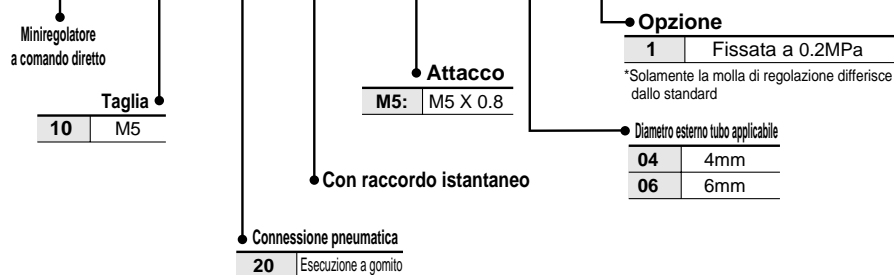 Miniregolatore
a comando diretto
Taglia
10 M5
Connessione pneumatica
20 Esecuzione a gomito
Con raccordo istantaneo
Attacco
M5: M5 X 0.8
Diametro esterno tubo applicabile
04 4mm
06 6mm
Opzione
1 Fissata a 0.2MPa
*Solamente la molla di regolazione differisce
dallo standard